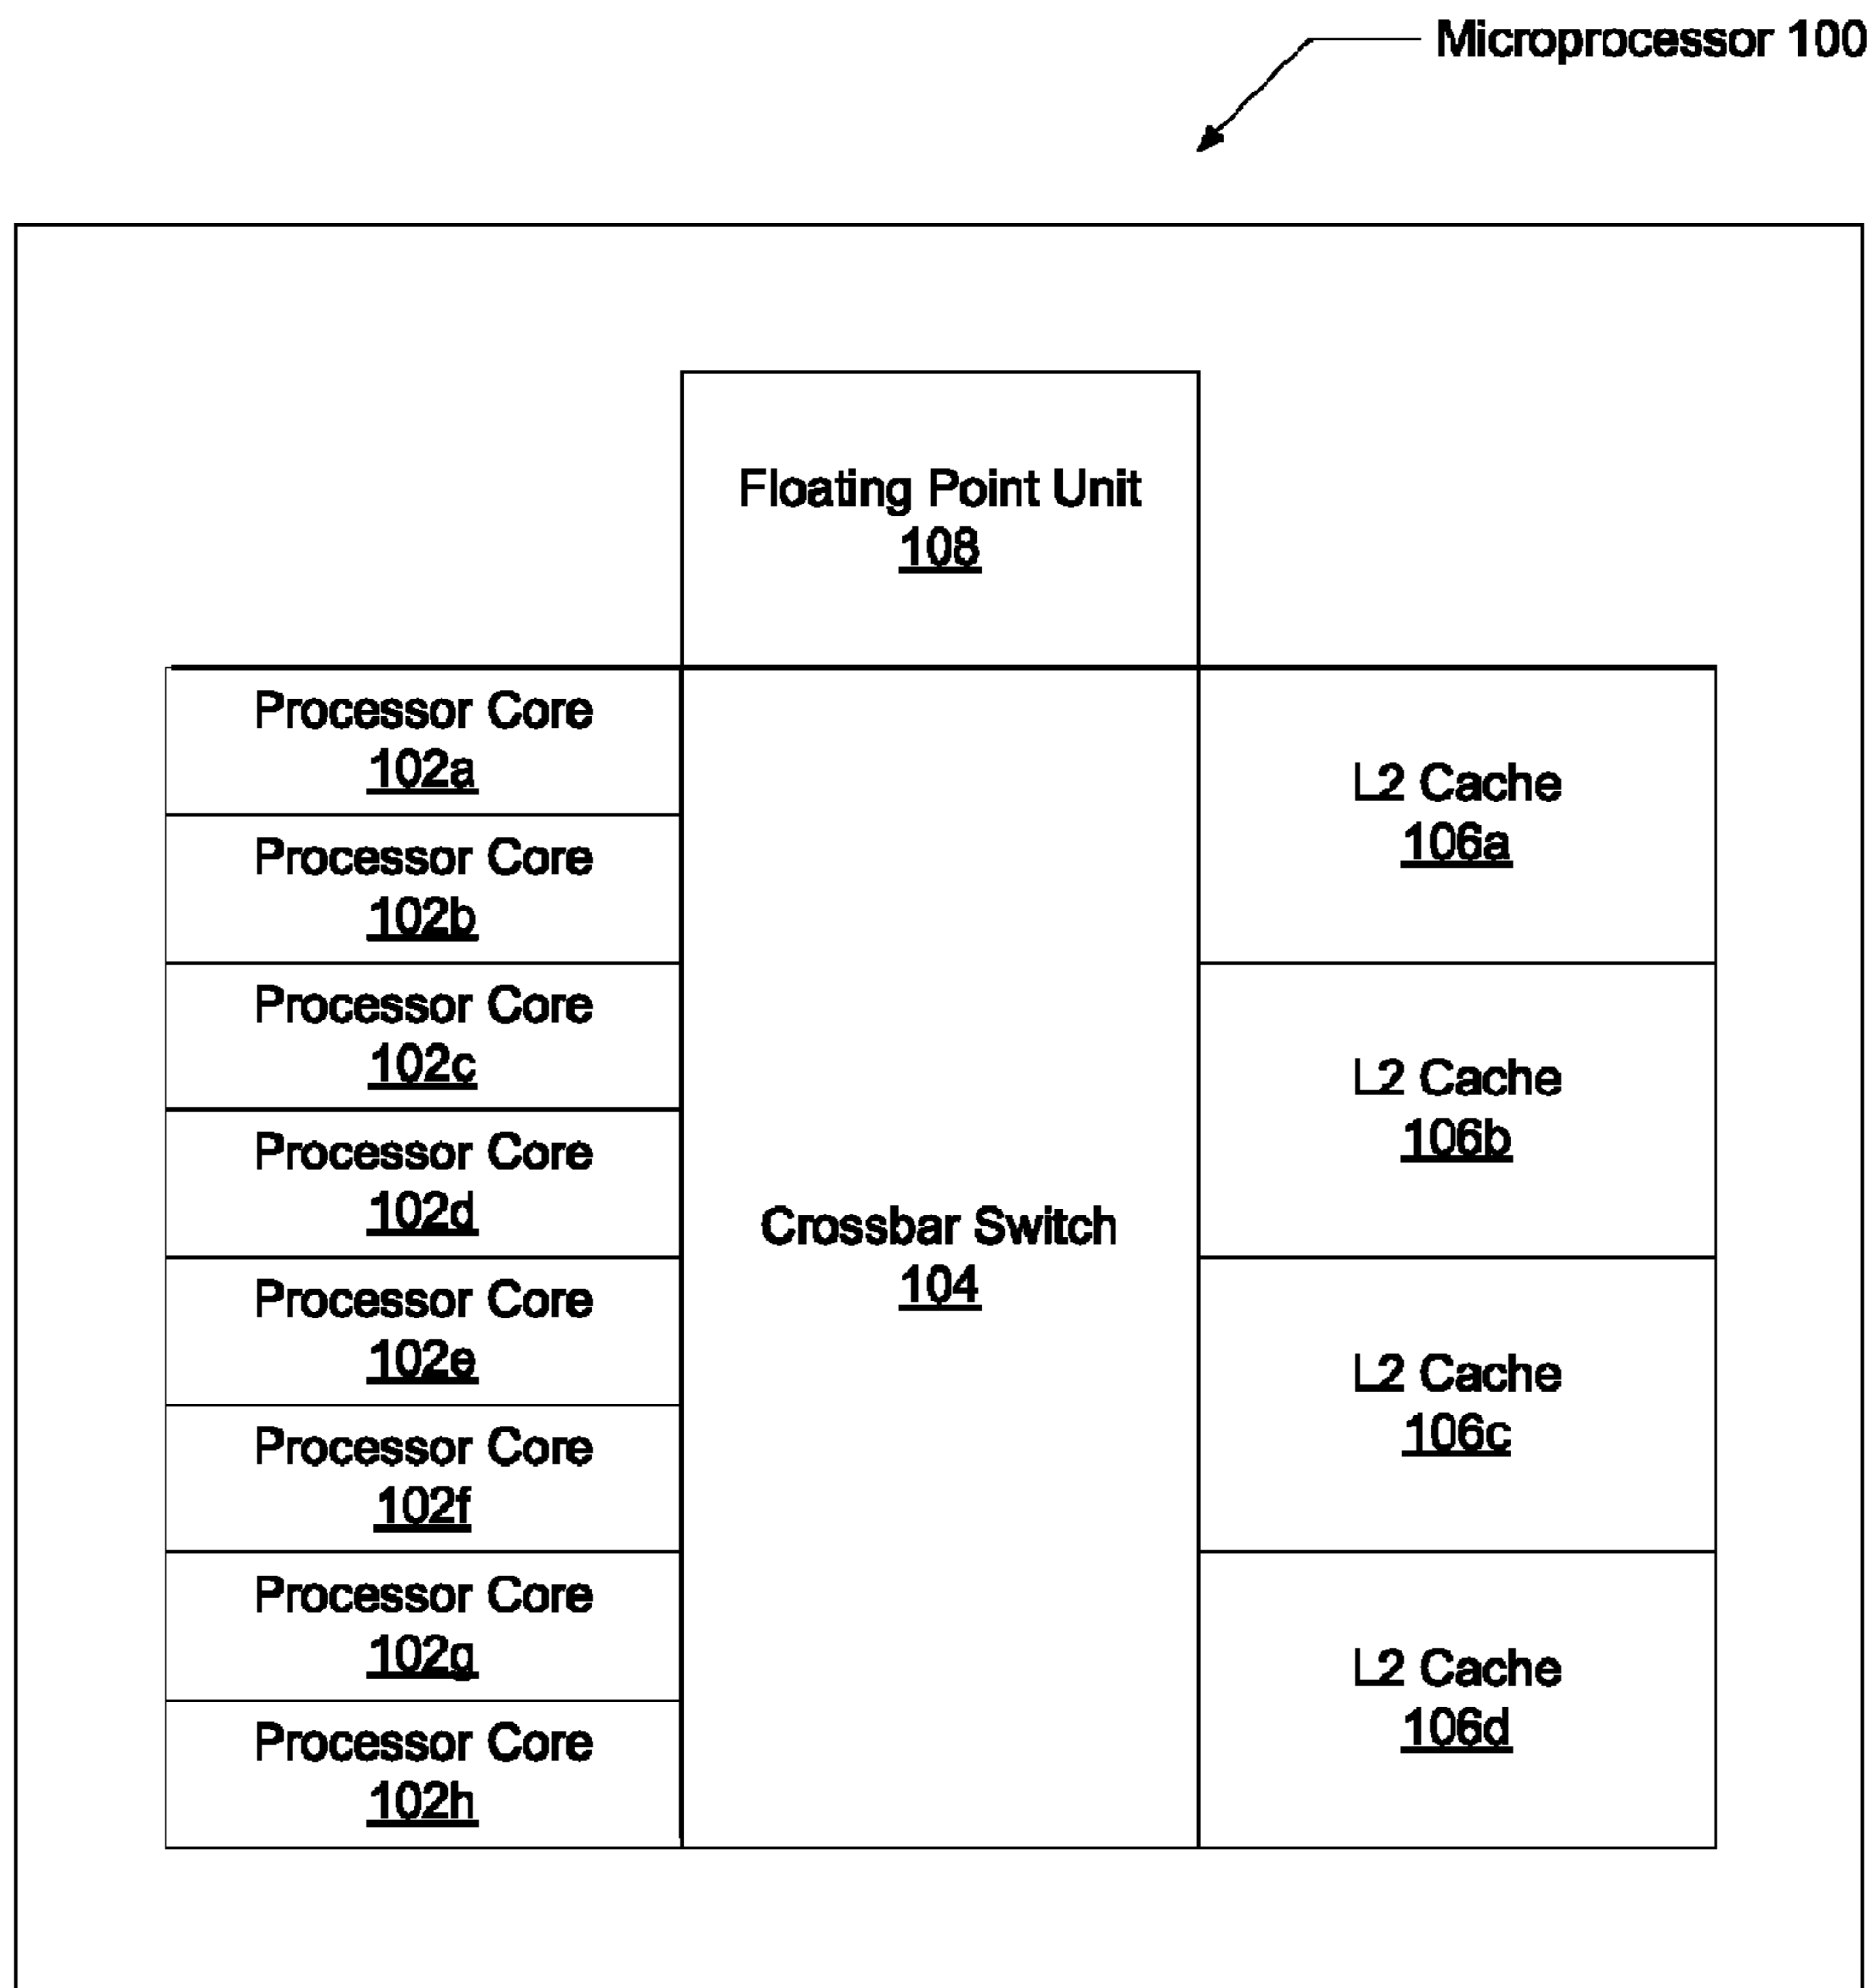 Microprocessor 100
Floating Point Unit
108
Processor Core
102a
Processor Core
102b
Processor Core
102c
Processor Core
102d
Processor Core
102e
Processor Core
102f
Processor Core
102g
Processor Core
102h
Crossbar Switch
104
L2 Cache
106a
L2 Cache
106b
L2 Cache
106c
L2 Cache
106d